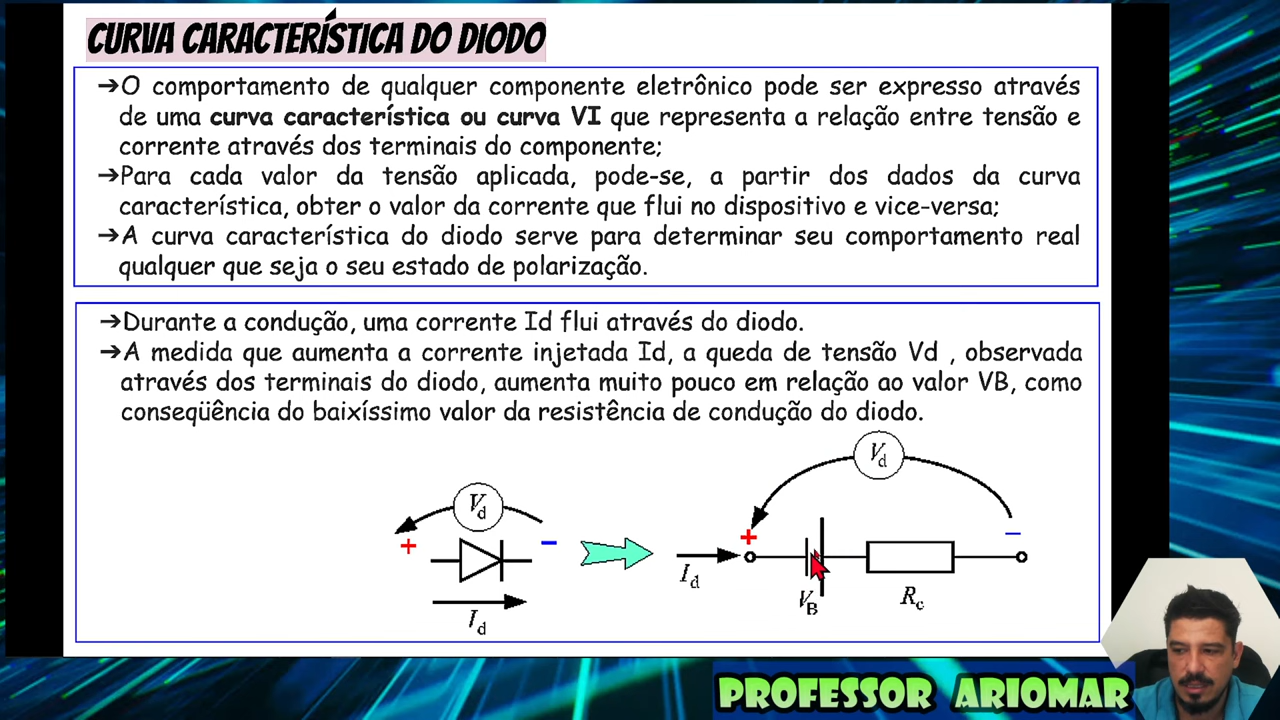 CURVA CARACTERÍSTICA DO DIODO
➔O comportamento de qualquer componente eletrônico pode ser expresso através
de uma curva característica ou curva VI que representa a relação entre tensão e
corrente através dos terminais do componente;
➔Para cada valor da tensão aplicada, pode-se, a partir dos dados da curva
característica, obter o valor da corrente que flui no dispositivo e vice-versa;
➔A curva característica do diodo serve para determinar seu comportamento real
qualquer que seja o seu estado de polarização.
➔Durante a condução, uma corrente Id flui através do diodo.
➔A medida que aumenta a corrente injetada Id, a queda de tensão Vd , observada
através dos terminais do diodo, aumenta muito pouco em relação ao valor VB, como
conseqüência do baixíssimo valor da resistência de condução do diodo.
Vd
+ −
Id
Vd
+ −
Id
VB
Rc
PROFESSOR ARIOMAR